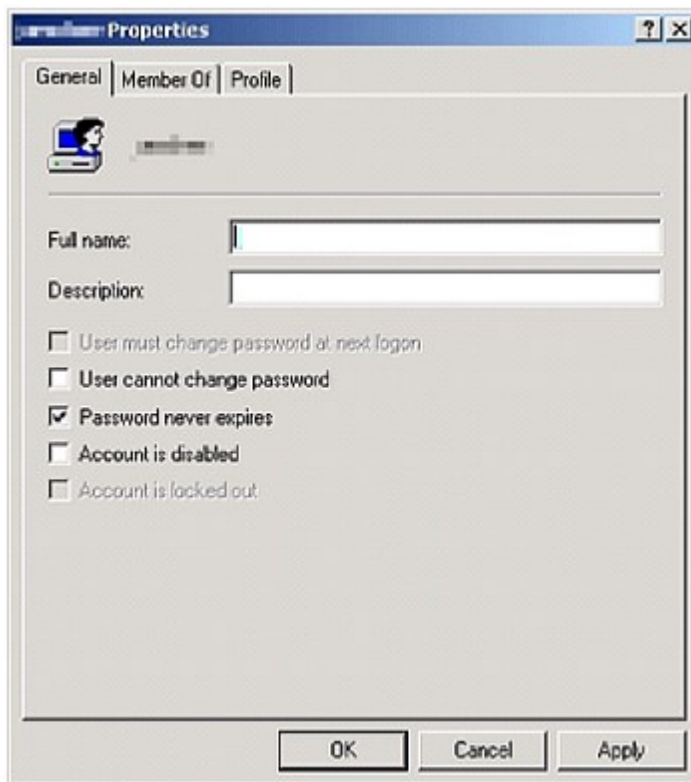 Properties
General Member Of Profile
Full name:
Description:
User must change password at next logon
User cannot change password
Password never expires
Account is disabled
Account is locked out
OK Cancel Apply